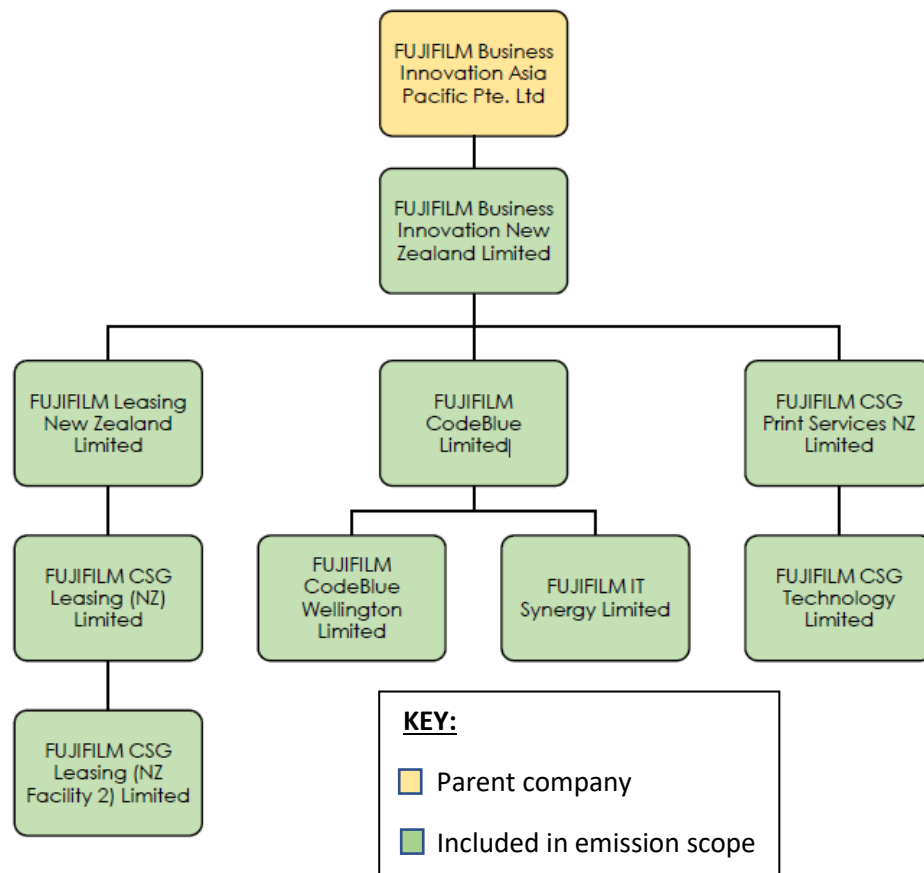 FUJIFILM Business
Innovation Asia
Pacific Pte. Ltd
FUJIFILM Business
Innovation New
Zealand Limited
FUJIFILM Leasing
New Zealand
Limited
FUJIFILM
CodeBlue
Limited
FUJIFILM CSG
Print Services NZ
Limited
FUJIFILM CSG
Leasing (NZ)
Limited
FUJIFILM
CodeBlue
Wellington
Limited
FUJIFILM IT
Synergy Limited
FUJIFILM CSG
Technology
Limited
FUJIFILM CSG
Leasing (NZ
Facility 2) Limited
KEY:
Parent company
Included in emission scope